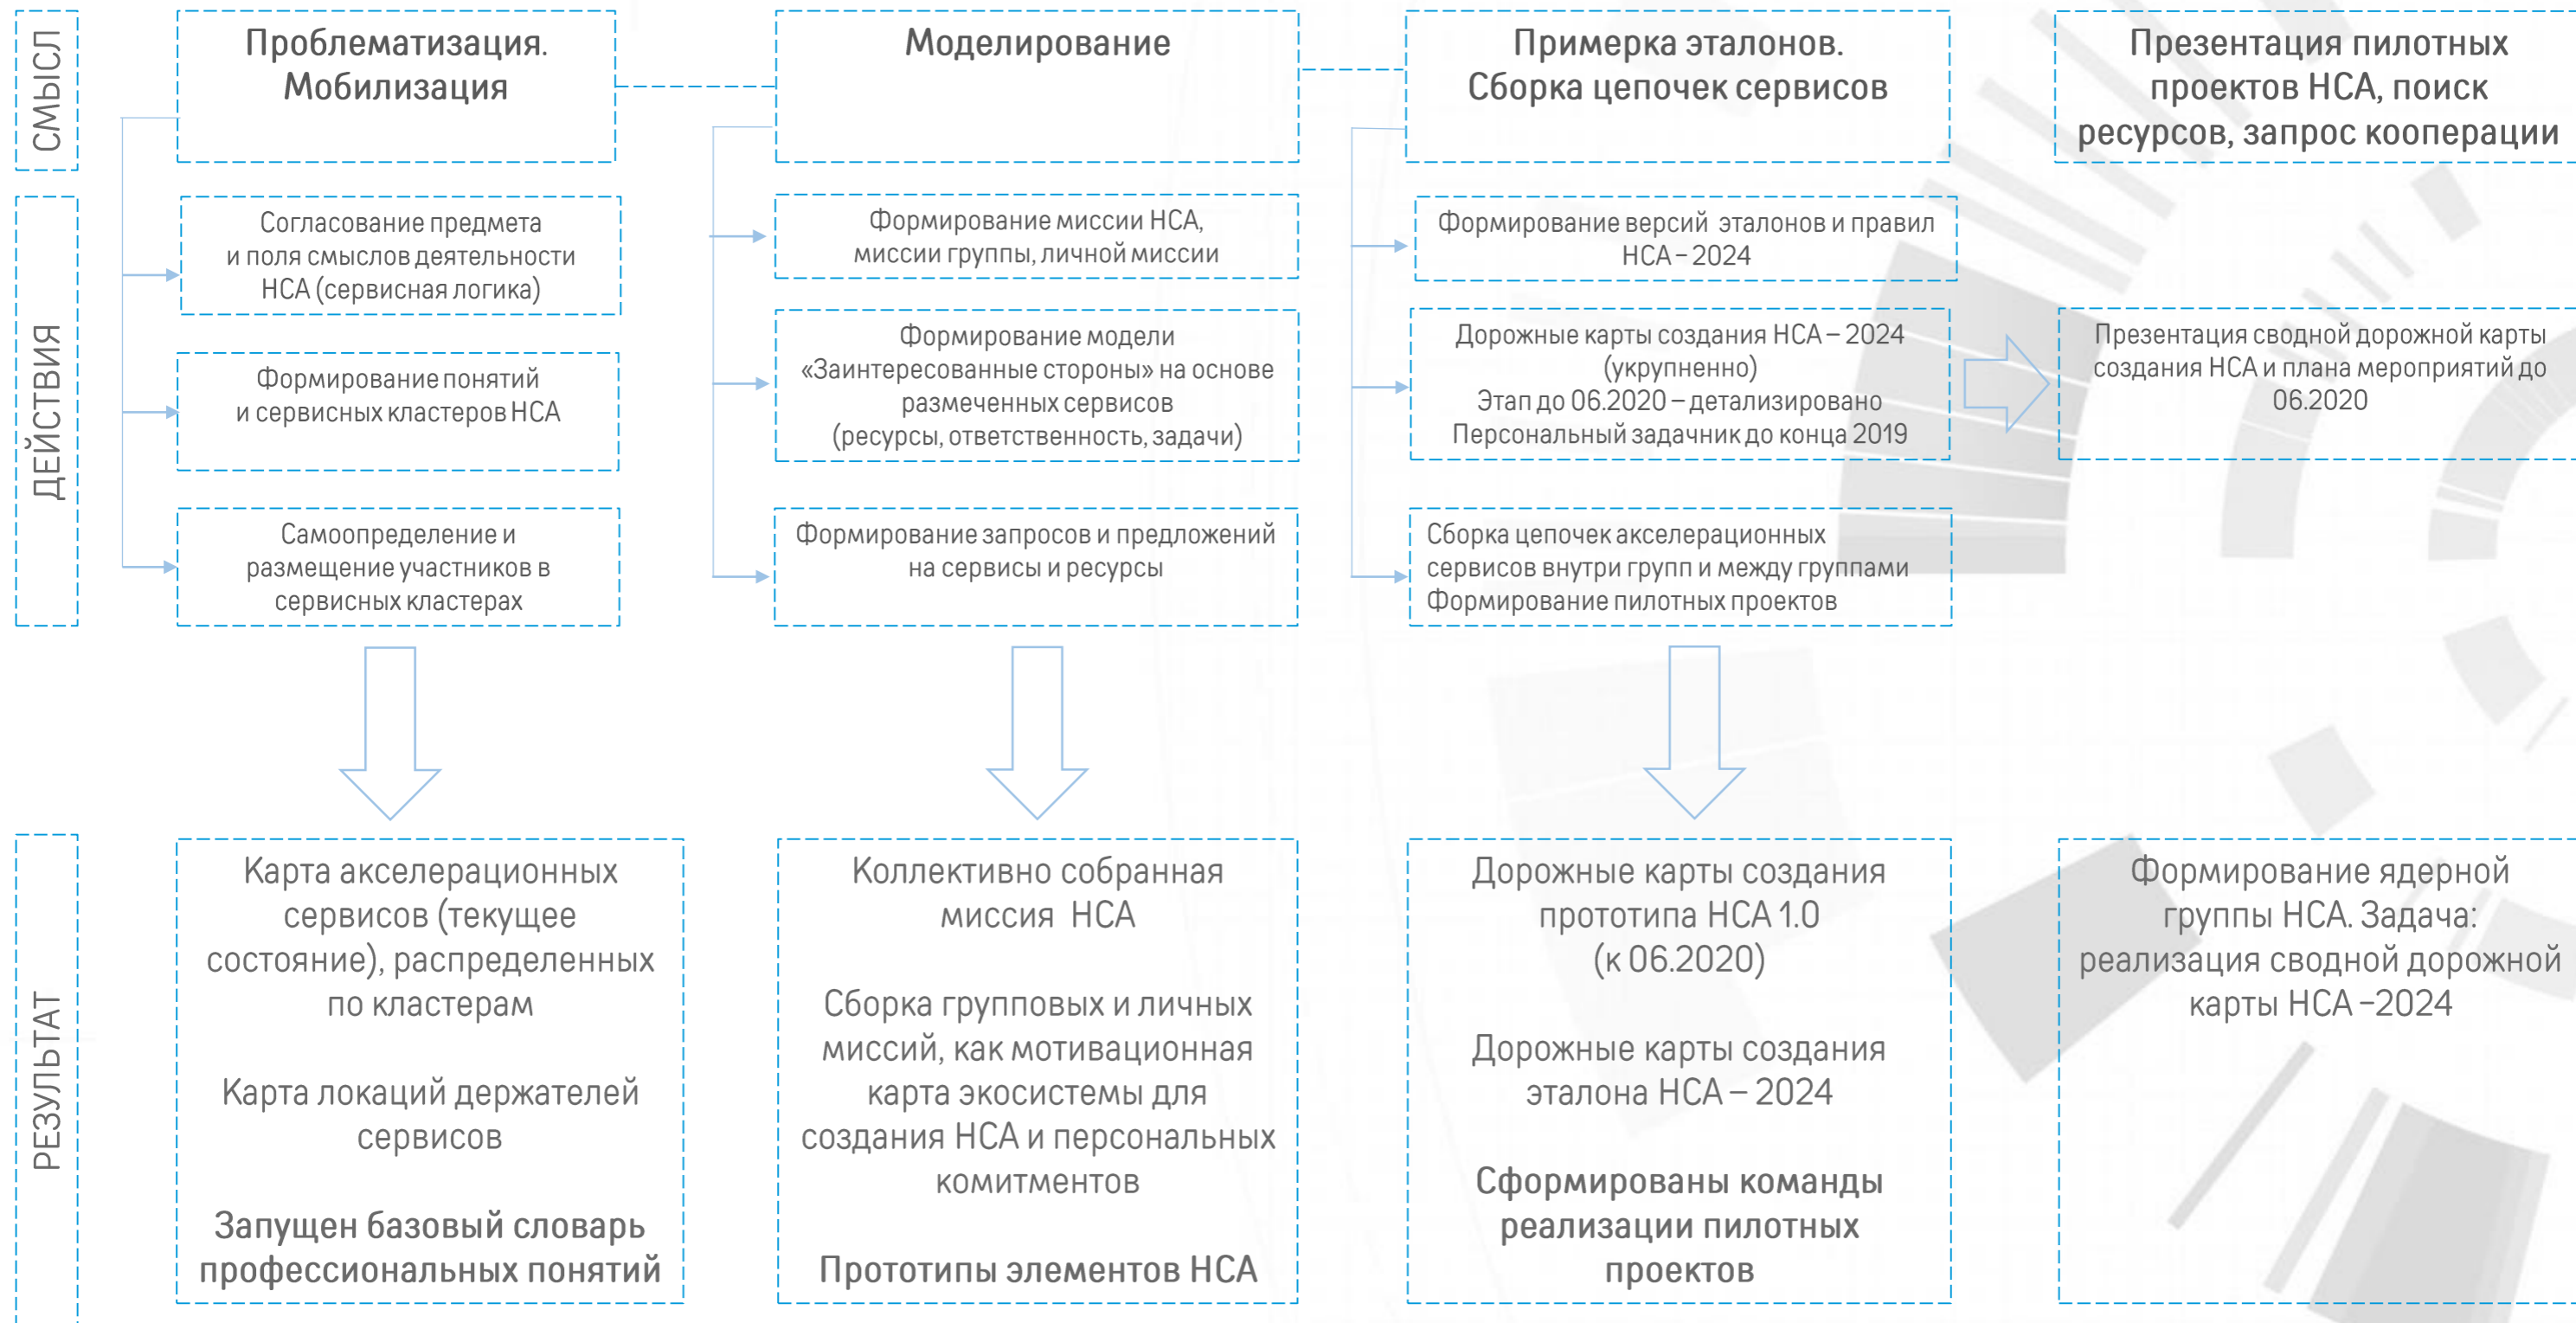 СМЫСЛ
Проблематизация.
Мобилизация
Моделирование
Примерка эталонов.
Сборка цепочек сервисов
Презентация пилотных
проектов НСА, поиск
ресурсов, запрос кооперации
ДЕЙСТВИЯ
Согласование предмета
и поля смыслов деятельности
НСА (сервисная логика)
Формирование понятий
и сервисных кластеров НСА
Самоопределение и
размещение участников в
сервисных кластерах
Формирование миссии НСА,
миссии группы, личной миссии
Формирование модели
«Заинтересованные стороны» на основе
размеченных сервисов
(ресурсы, ответственность, задачи)
Формирование запросов и предложений
на сервисы и ресурсы
Формирование версий эталонов и правил
НСА – 2024
Дорожные карты создания НСА – 2024
(укрупненно)
Этап до 06.2020 – детализировано
Персональный задачник до конца 2019
Сборка цепочек акселерационных
сервисов внутри групп и между группами
Формирование пилотных проектов
Презентация сводной дорожной карты
создания НСА и плана мероприятий до
06.2020
РЕЗУЛЬТАТ
Карта акселерационных
сервисов (текущее
состояние), распределенных
по кластерам
Карта локаций держателей
сервисов
Запущен базовый словарь
профессиональных понятий
Коллективно собранная
миссия НСА
Сборка групповых и личных
миссий, как мотивационная
карта экосистемы для
создания НСА и персональных
комитментов
Прототипы элементов НСА
Дорожные карты создания
прототипа НСА 1.0
(к 06.2020)
Дорожные карты создания
эталона НСА – 2024
Сформированы команды
реализации пилотных
проектов
Формирование ядерной
группы НСА. Задача:
реализация сводной дорожной
карты НСА –2024